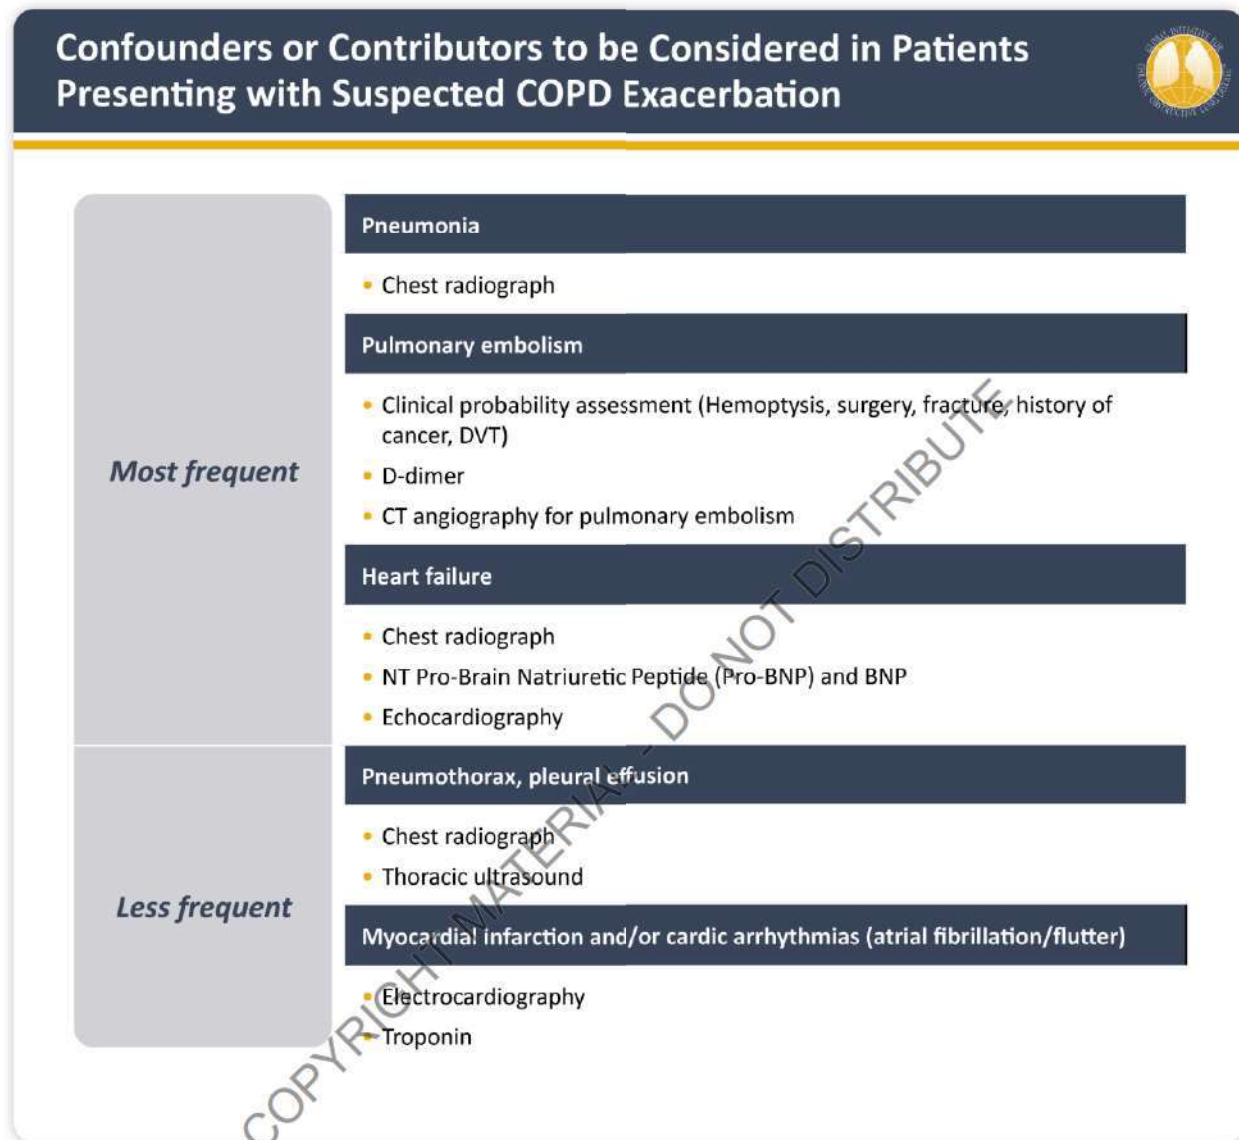 Confounders or Contributors to be Considered in Patients
Presenting with Suspected COPD Exacerbation
Most frequent
Pneumonia
• Chest radiograph
Pulmonary embolism
• Clinical probability assessment (Hemoptysis, surgery, fracture, history of
cancer, DVT)
• D-dimer
• CT angiography for pulmonary embolism
Heart failure
• Chest radiograph
• NT Pro-Brain Natriuretic Peptide (Pro-BNP) and BNP
• Echocardiography
Less frequent
Pneumothorax, pleural effusion
• Chest radiograph
• Thoracic ultrasound
Myocardial infarction and/or cardic arrhythmias (atrial fibrillation/flutter)
• Electrocardiography
• Troponin
COPYRIGHT MATERIAL - DO NOT DISTRIBUTE